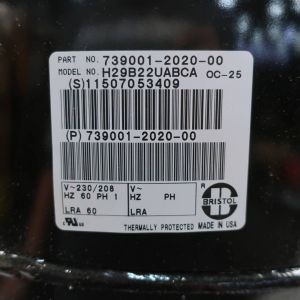 PART NO. 739001-2020-00
MODEL NO. H29B22UABCA OC-25
(S)11507053409
(P) 739001-2020-00
V~230/208 V~
HZ 60 PH 1 HZ PH
LRA 60 LRA
R
BRISTOL
THERMALLY PROTECTED MADE IN USA